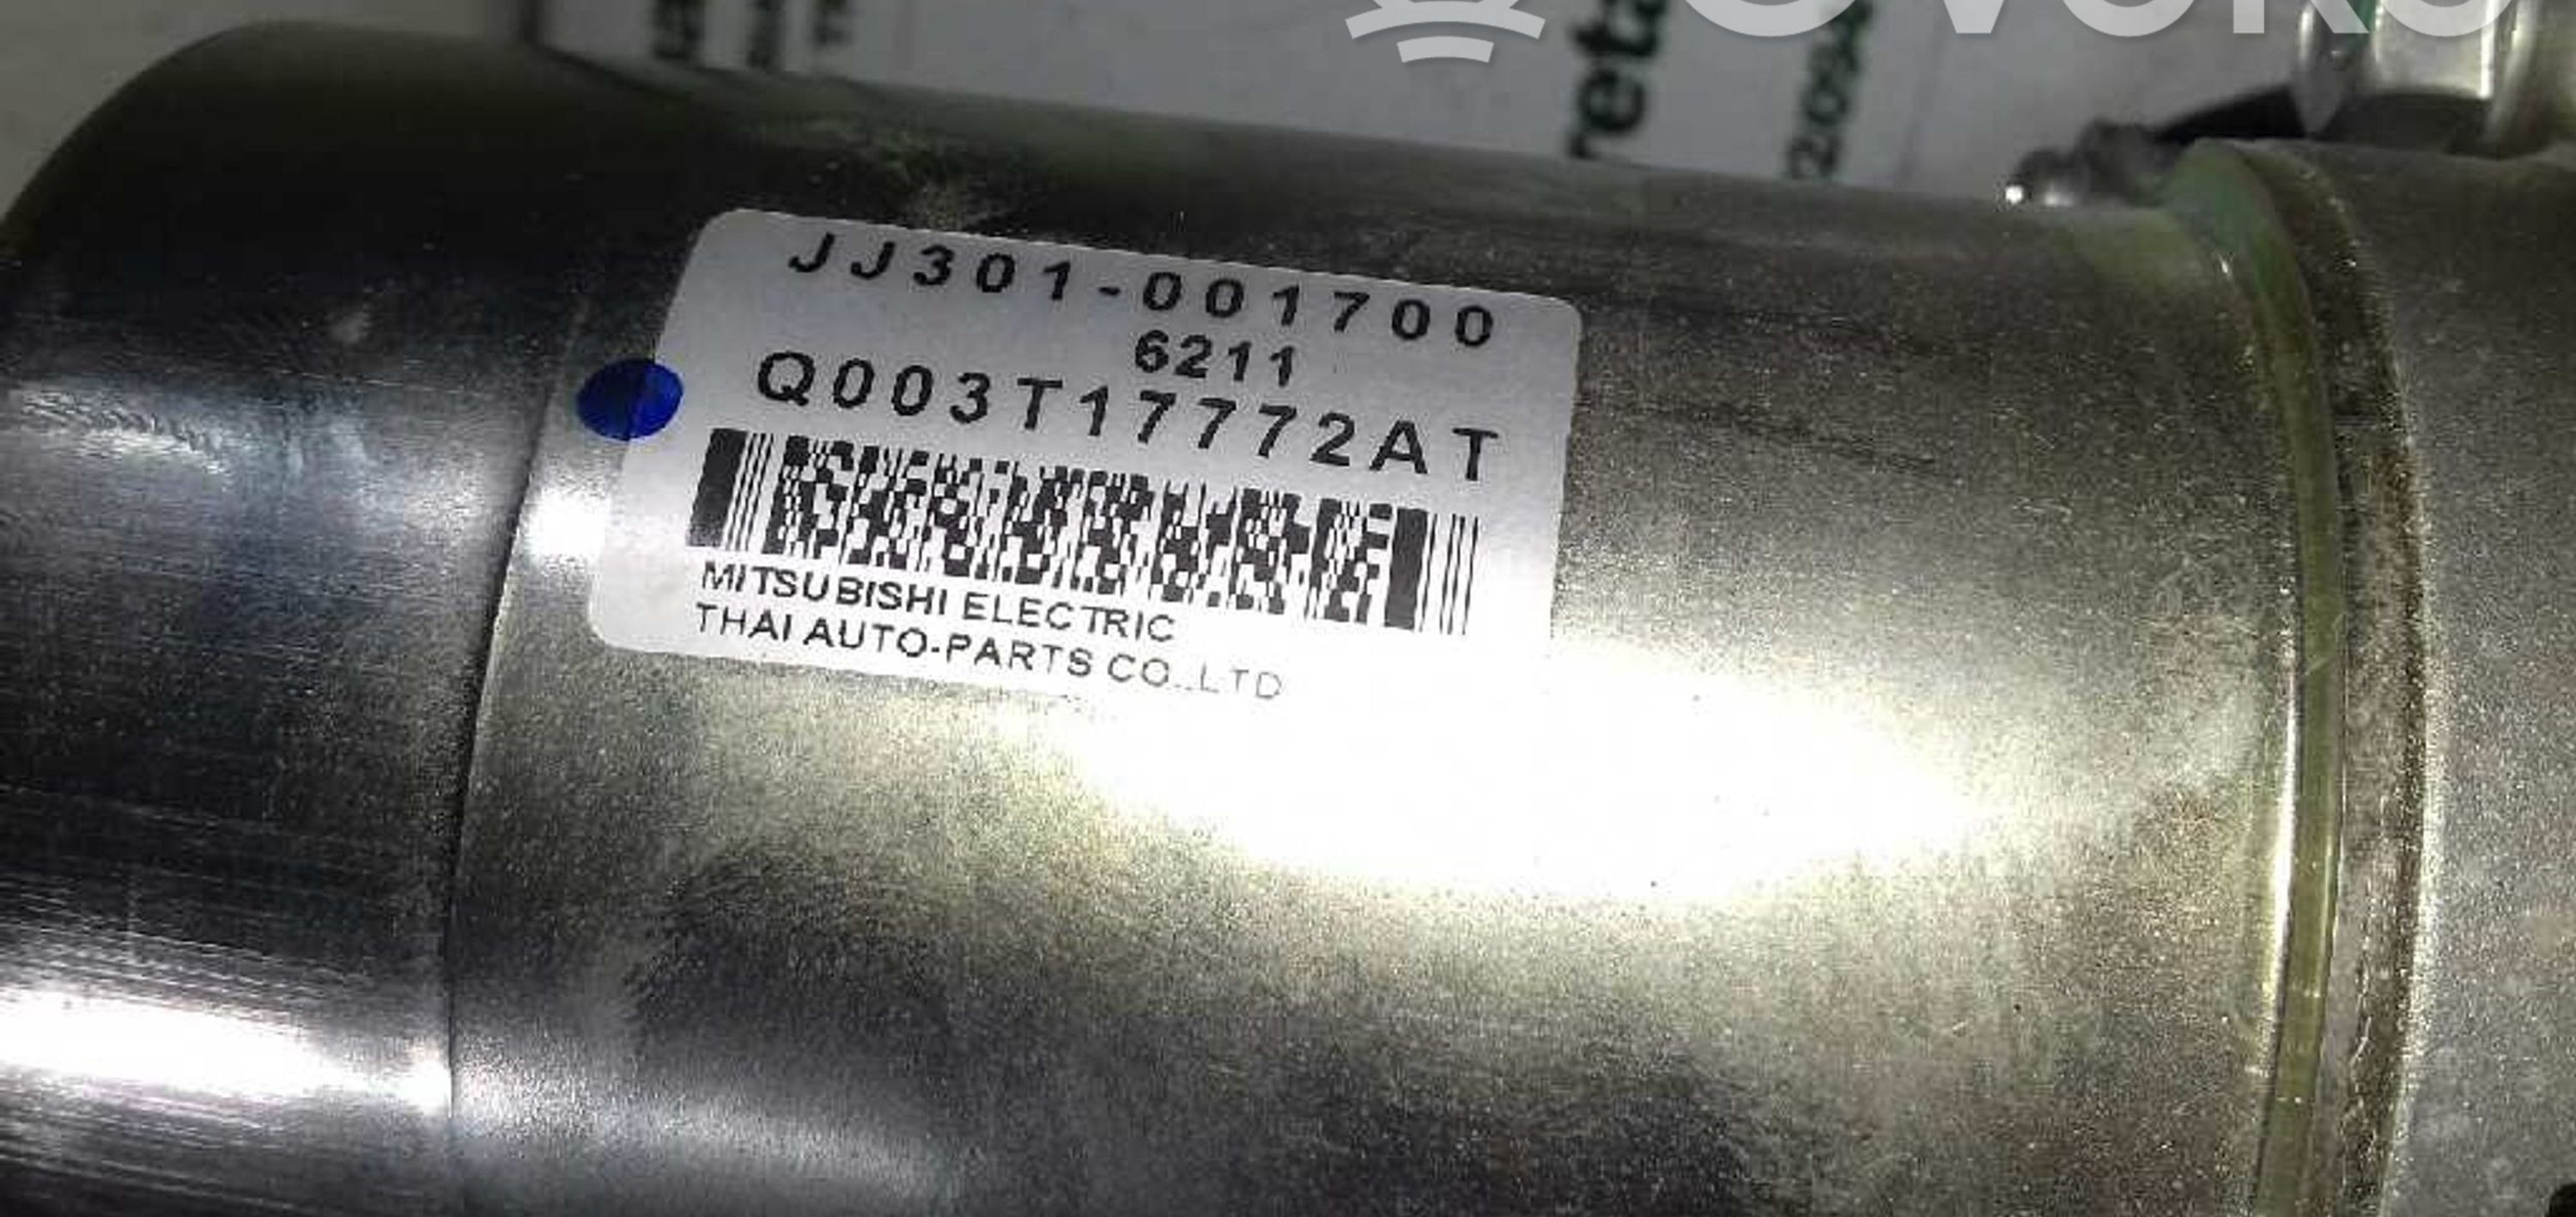 JJ301-001700
6211
Q003T17772AT
MITSUBISHI ELECTRIC
THAI AUTO-PARTS CO.,LTD